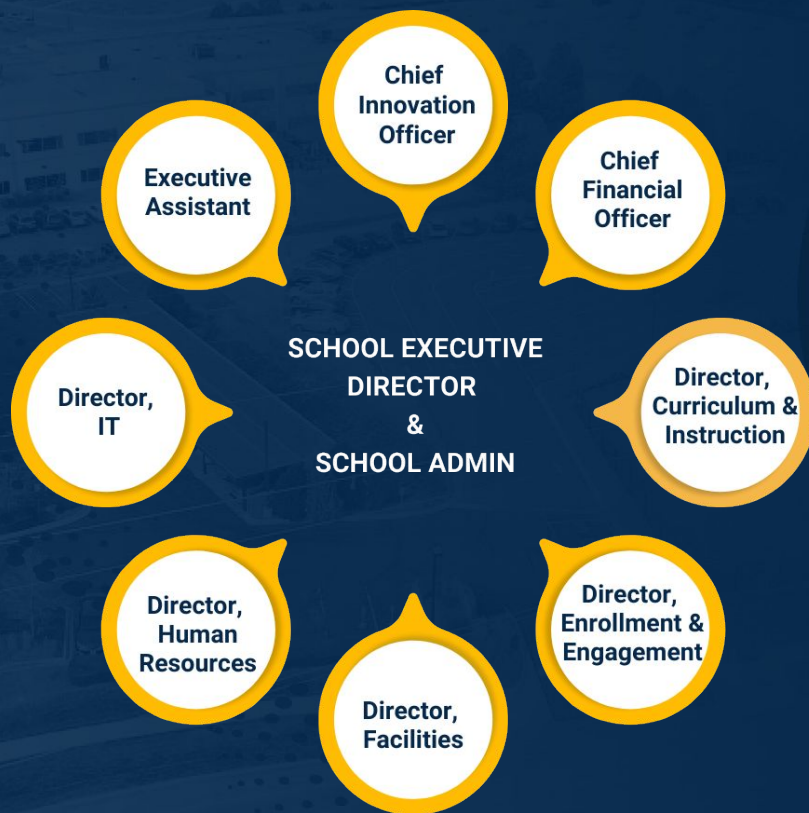 Chief
Innovation
Officer
Chief
Financial
Officer
Executive
Assistant
SCHOOL EXECUTIVE
DIRECTOR
&
SCHOOL ADMIN
Director,
IT
Director,
Curriculum &
Instruction
Director,
Human
Resources
Director,
Enrollment &
Engagement
Director,
Facilities